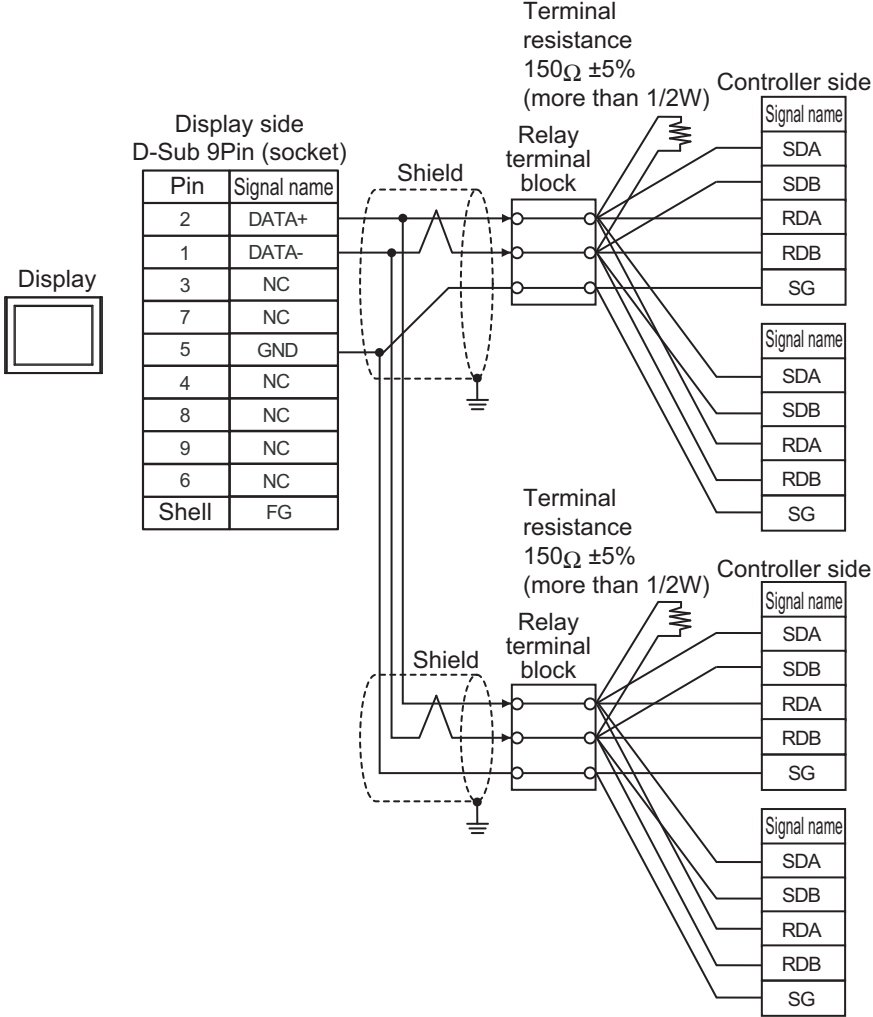 Terminal
resistance
150Ω ±5%
(more than 1/2W)
Controller side
Signal name
SDA
SDB
RDA
RDB
SG
Display side
D-Sub 9Pin (socket)
Pin Signal name
2 DATA+
1 DATA-
3 NC
7 NC
5 GND
4 NC
8 NC
9 NC
6 NC
Shell FG
Display
Shield
Relay
terminal
block
Signal name
SDA
SDB
RDA
RDB
SG
Terminal
resistance
150Ω ±5%
(more than 1/2W)
Controller side
Signal name
SDA
SDB
RDA
RDB
SG
Shield
Relay
terminal
block
Signal name
SDA
SDB
RDA
RDB
SG